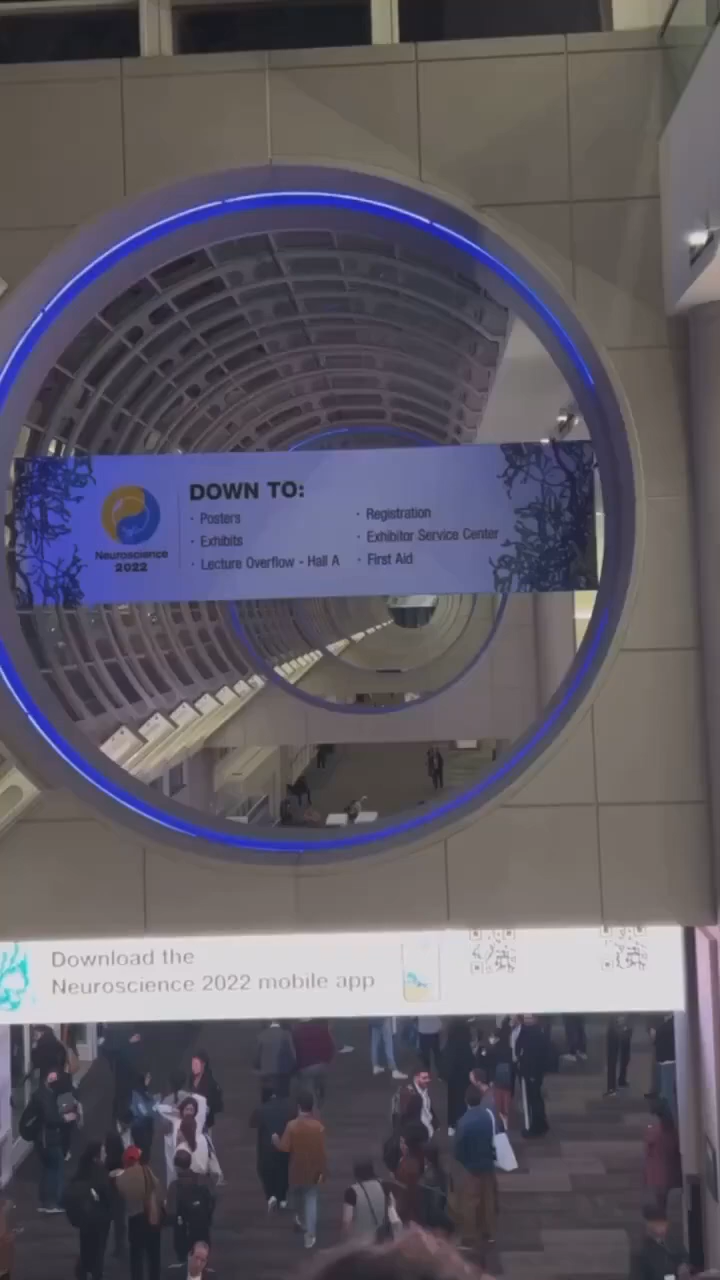 DOWN TO:
· Posters
· Exhibits
· Lecture Overflow - Hall A
· Registration
· Exhibitor Service Center
· First Aid
Neuroscience
2022
Download the
Neuroscience 2022 mobile app